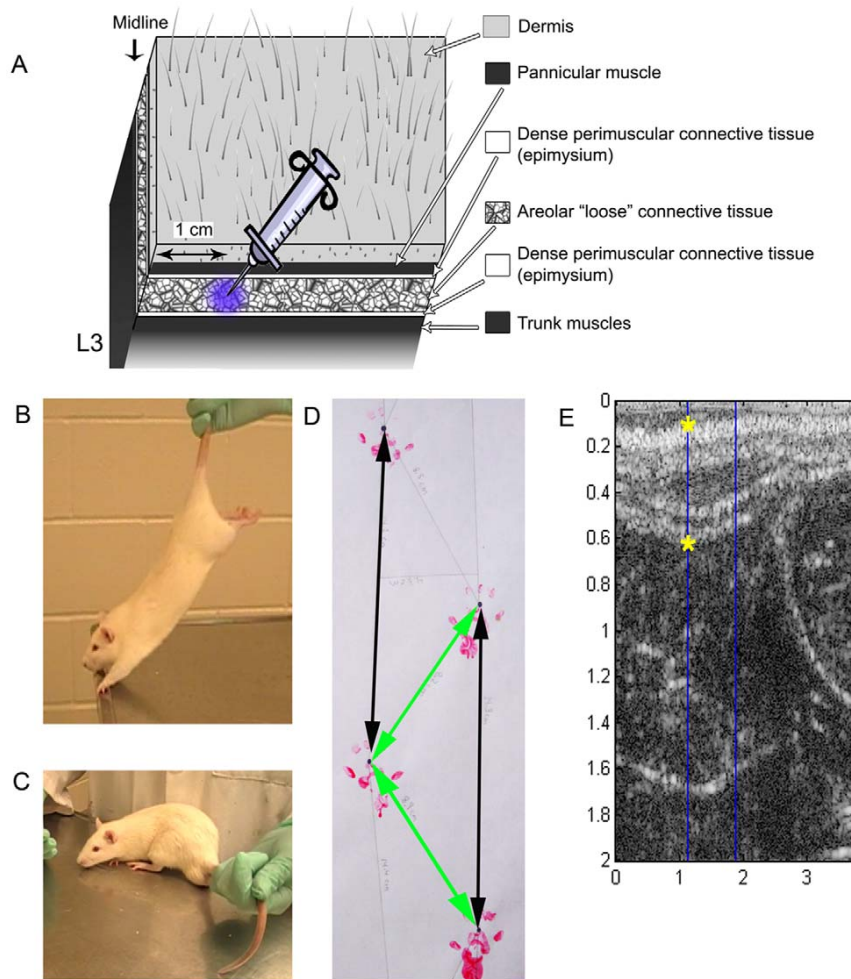 A
Midline
1 cm
L3
Dermis
Pannicular muscle
Dense perimuscular connective tissue
(epimysium)
Areolar “loose” connective tissue
Dense perimuscular connective tissue
(epimysium)
Trunk muscles
B
C
D
E
0
0.2
0.4
0.6
0.8
1
1.2
1.4
1.6
1.8
2
0 1 2 3